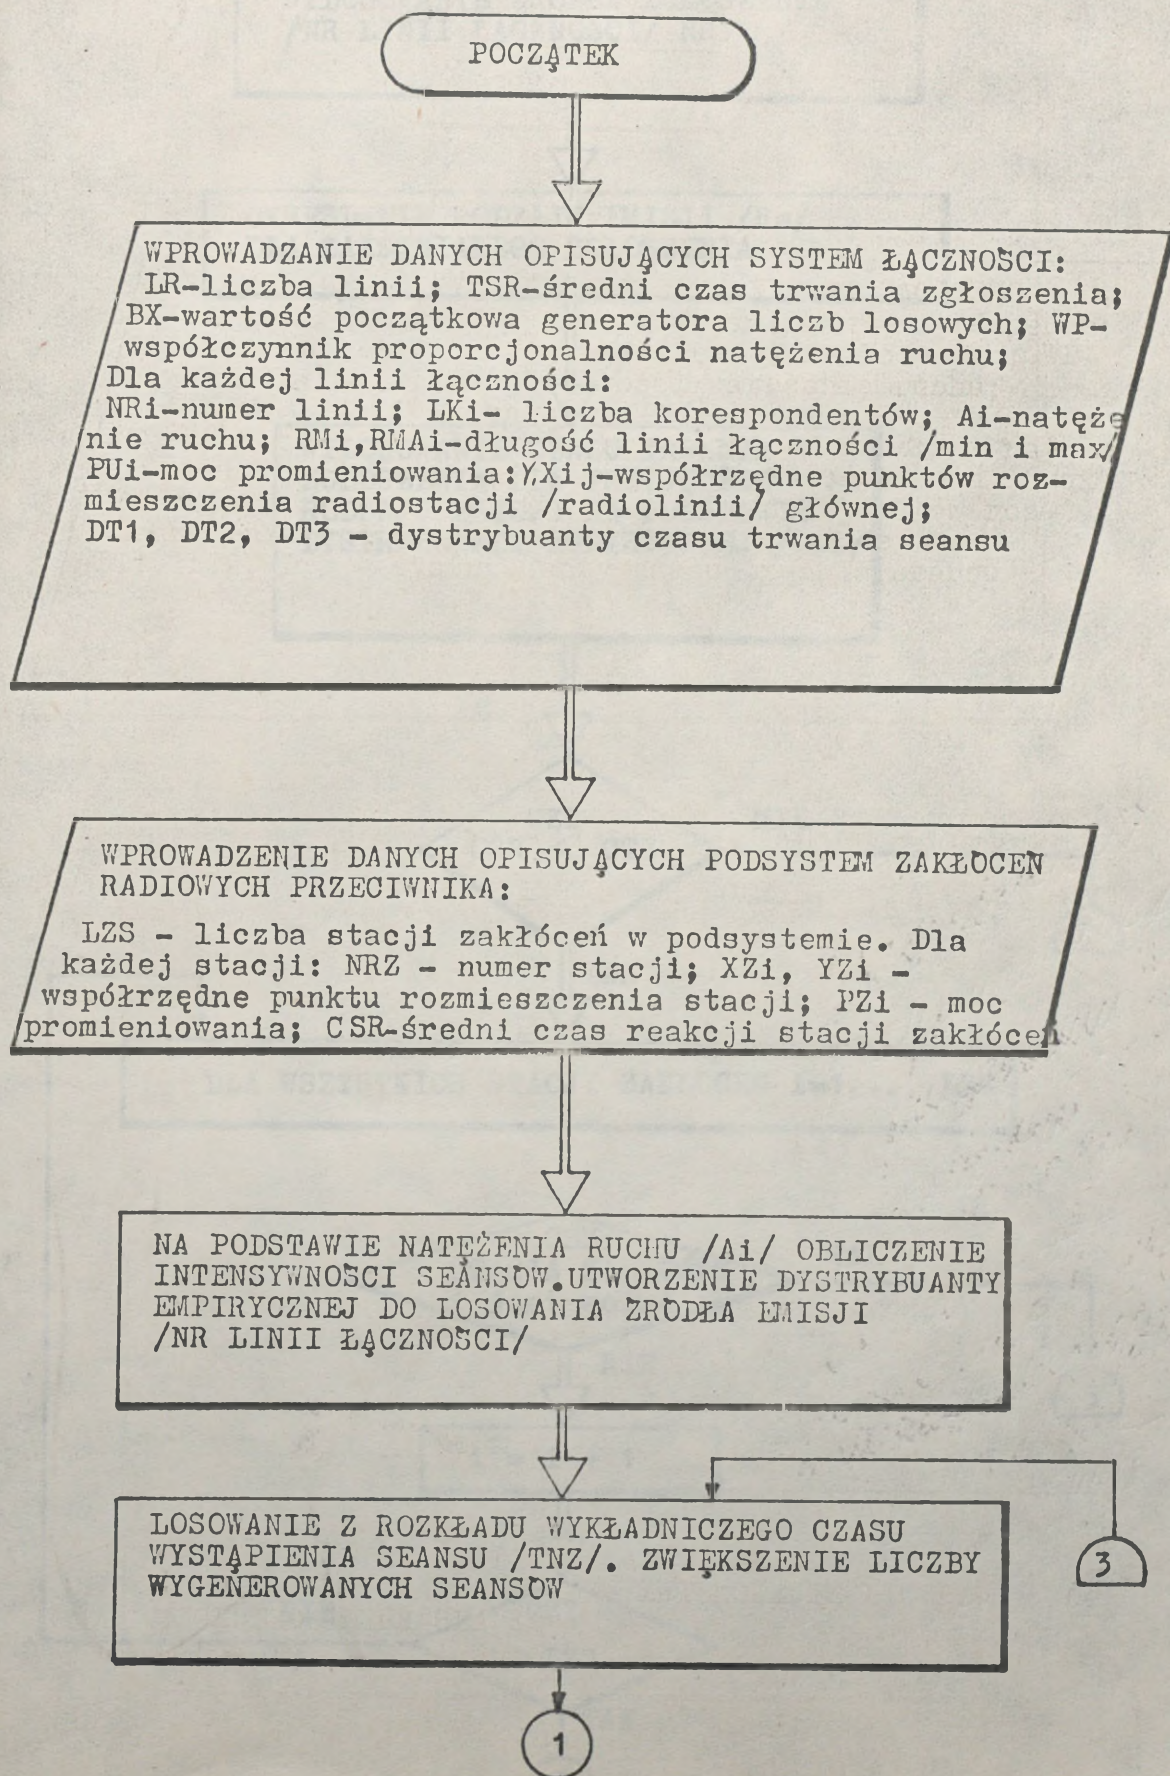 POCZĄTEK
WPROWADZANIE DANYCH OPISUJĄCYCH SYSTEM ŁĄCZNOŚCI:
LR-liczba linii; TSR-średni czas trwania zgłoszenia;
BX-wartość początkowa generatora liczb losowych; WP-
współczynnik proporcjonalności natężenia ruchu;
Dla każdej linii łączności:
NRi-numer linii; LKi- liczba korespondentów; Ai-natęże
nie ruchu; RMi,RMAi-długość linii łączności /min i max/
PUi-moc promieniowania:Y,Xij-współrzędne punktów roz-
mieszczenia radiostacji /radiolinii/ głównej;
DT1, DT2, DT3 - dystrybuanty czasu trwania seansu
WPROWADZENIE DANYCH OPISUJĄCYCH PODSYSTEM ZAKŁÓCEŃ
RADIOWYCH PRZECIWNIKA:
LZS - liczba stacji zakłóceń w podsystemie. Dla
każdej stacji: NRZ - numer stacji; XZi, YZi -
współrzędne punktu rozmieszczenia stacji; PZi - moc
promieniowania; CSR-średni czas reakcji stacji zakłóceń
NA PODSTAWIE NATĘŻENIA RUCHU /Ai/ OBLICZENIE
INTENSYWNOŚCI SEANSÓW.UTWORZENIE DYSTRYBUANTY
EMPIRYCZNEJ DO LOSOWANIA ŹRÓDŁA EMISJI
/NR LINII ŁĄCZNOŚCI/
LOSOWANIE Z ROZKŁADU WYKŁADNICZEGO CZASU
WYSTĄPIENIA SEANSU /TNZ/. ZWIĘKSZENIE LICZBY
WYGENEROWANYCH SEANSÓW
3
1